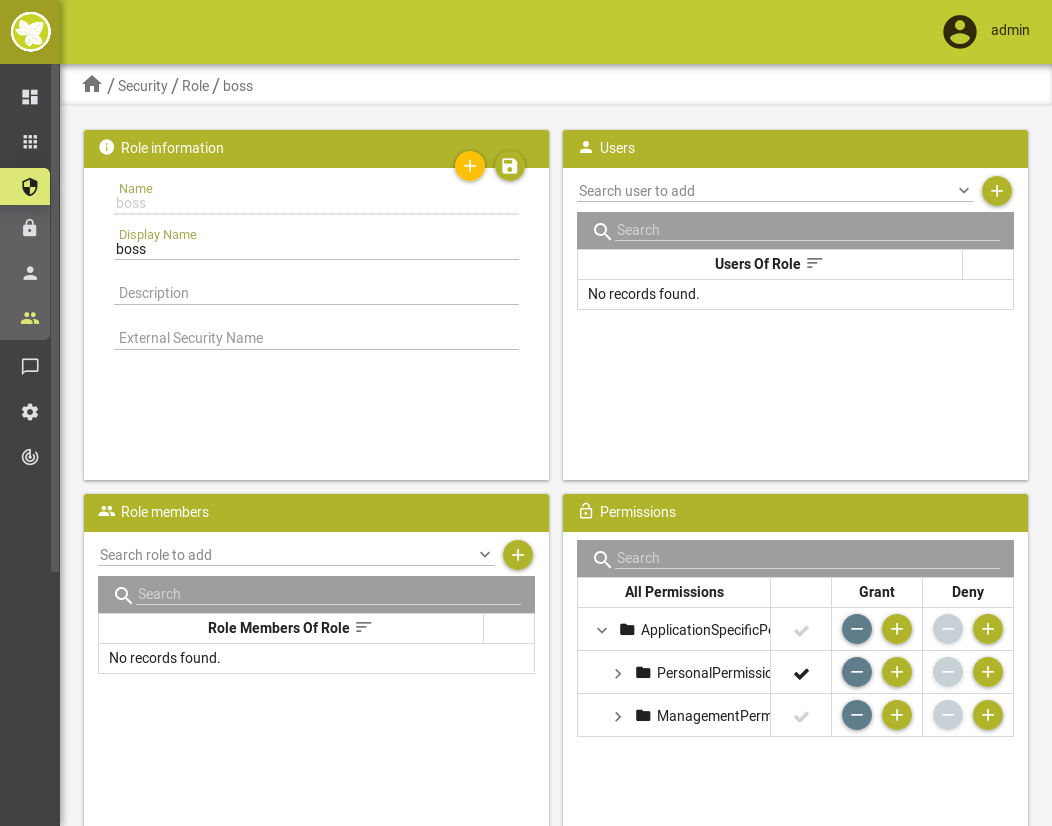 admin
/ Security / Role / boss
Role information
Name
boss
Display Name
boss
Description
External Security Name
Users
Search user to add
Search
Users Of Role
No records found.
Role members
Search role to add
Search
Role Members Of Role
No records found.
Permissions
Search
All Permissions Grant Deny
ApplicationSpecificPe
PersonalPermissio
ManagementPerm